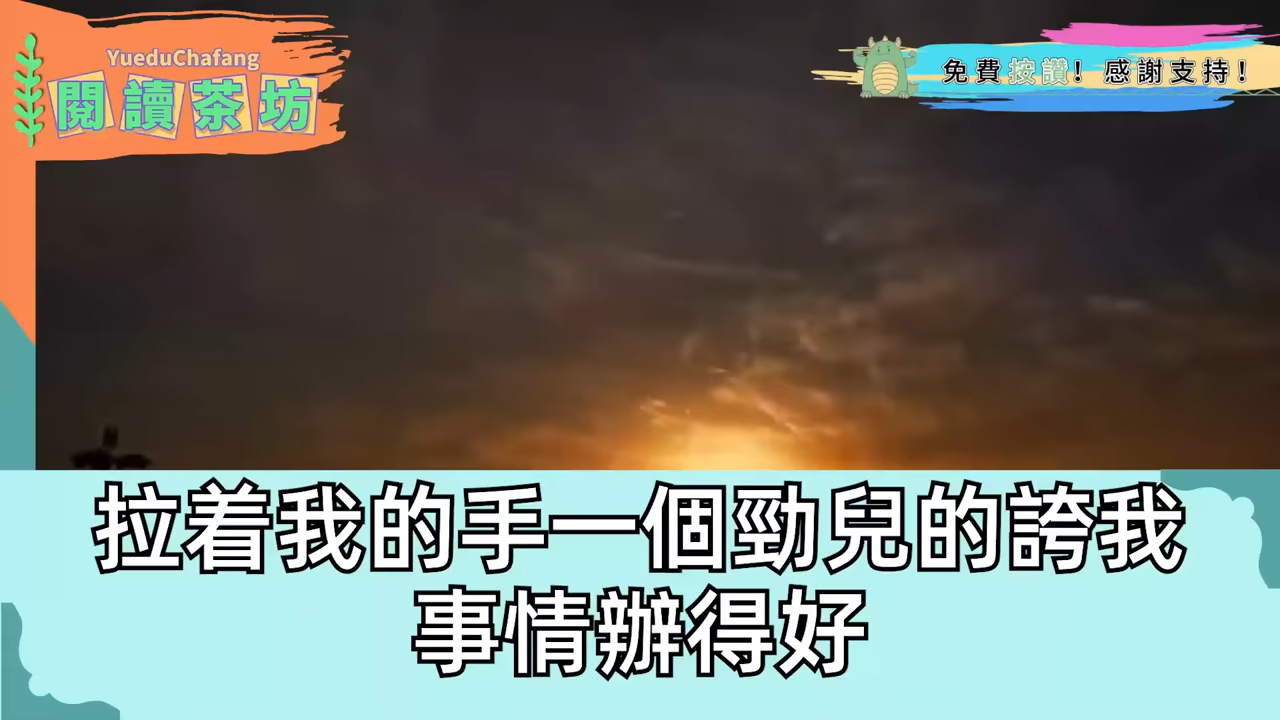 YueduChafang
閱讀茶坊
免費按讚!感謝支持!
拉着我的手一個勁兒的誇我
事情辦得好